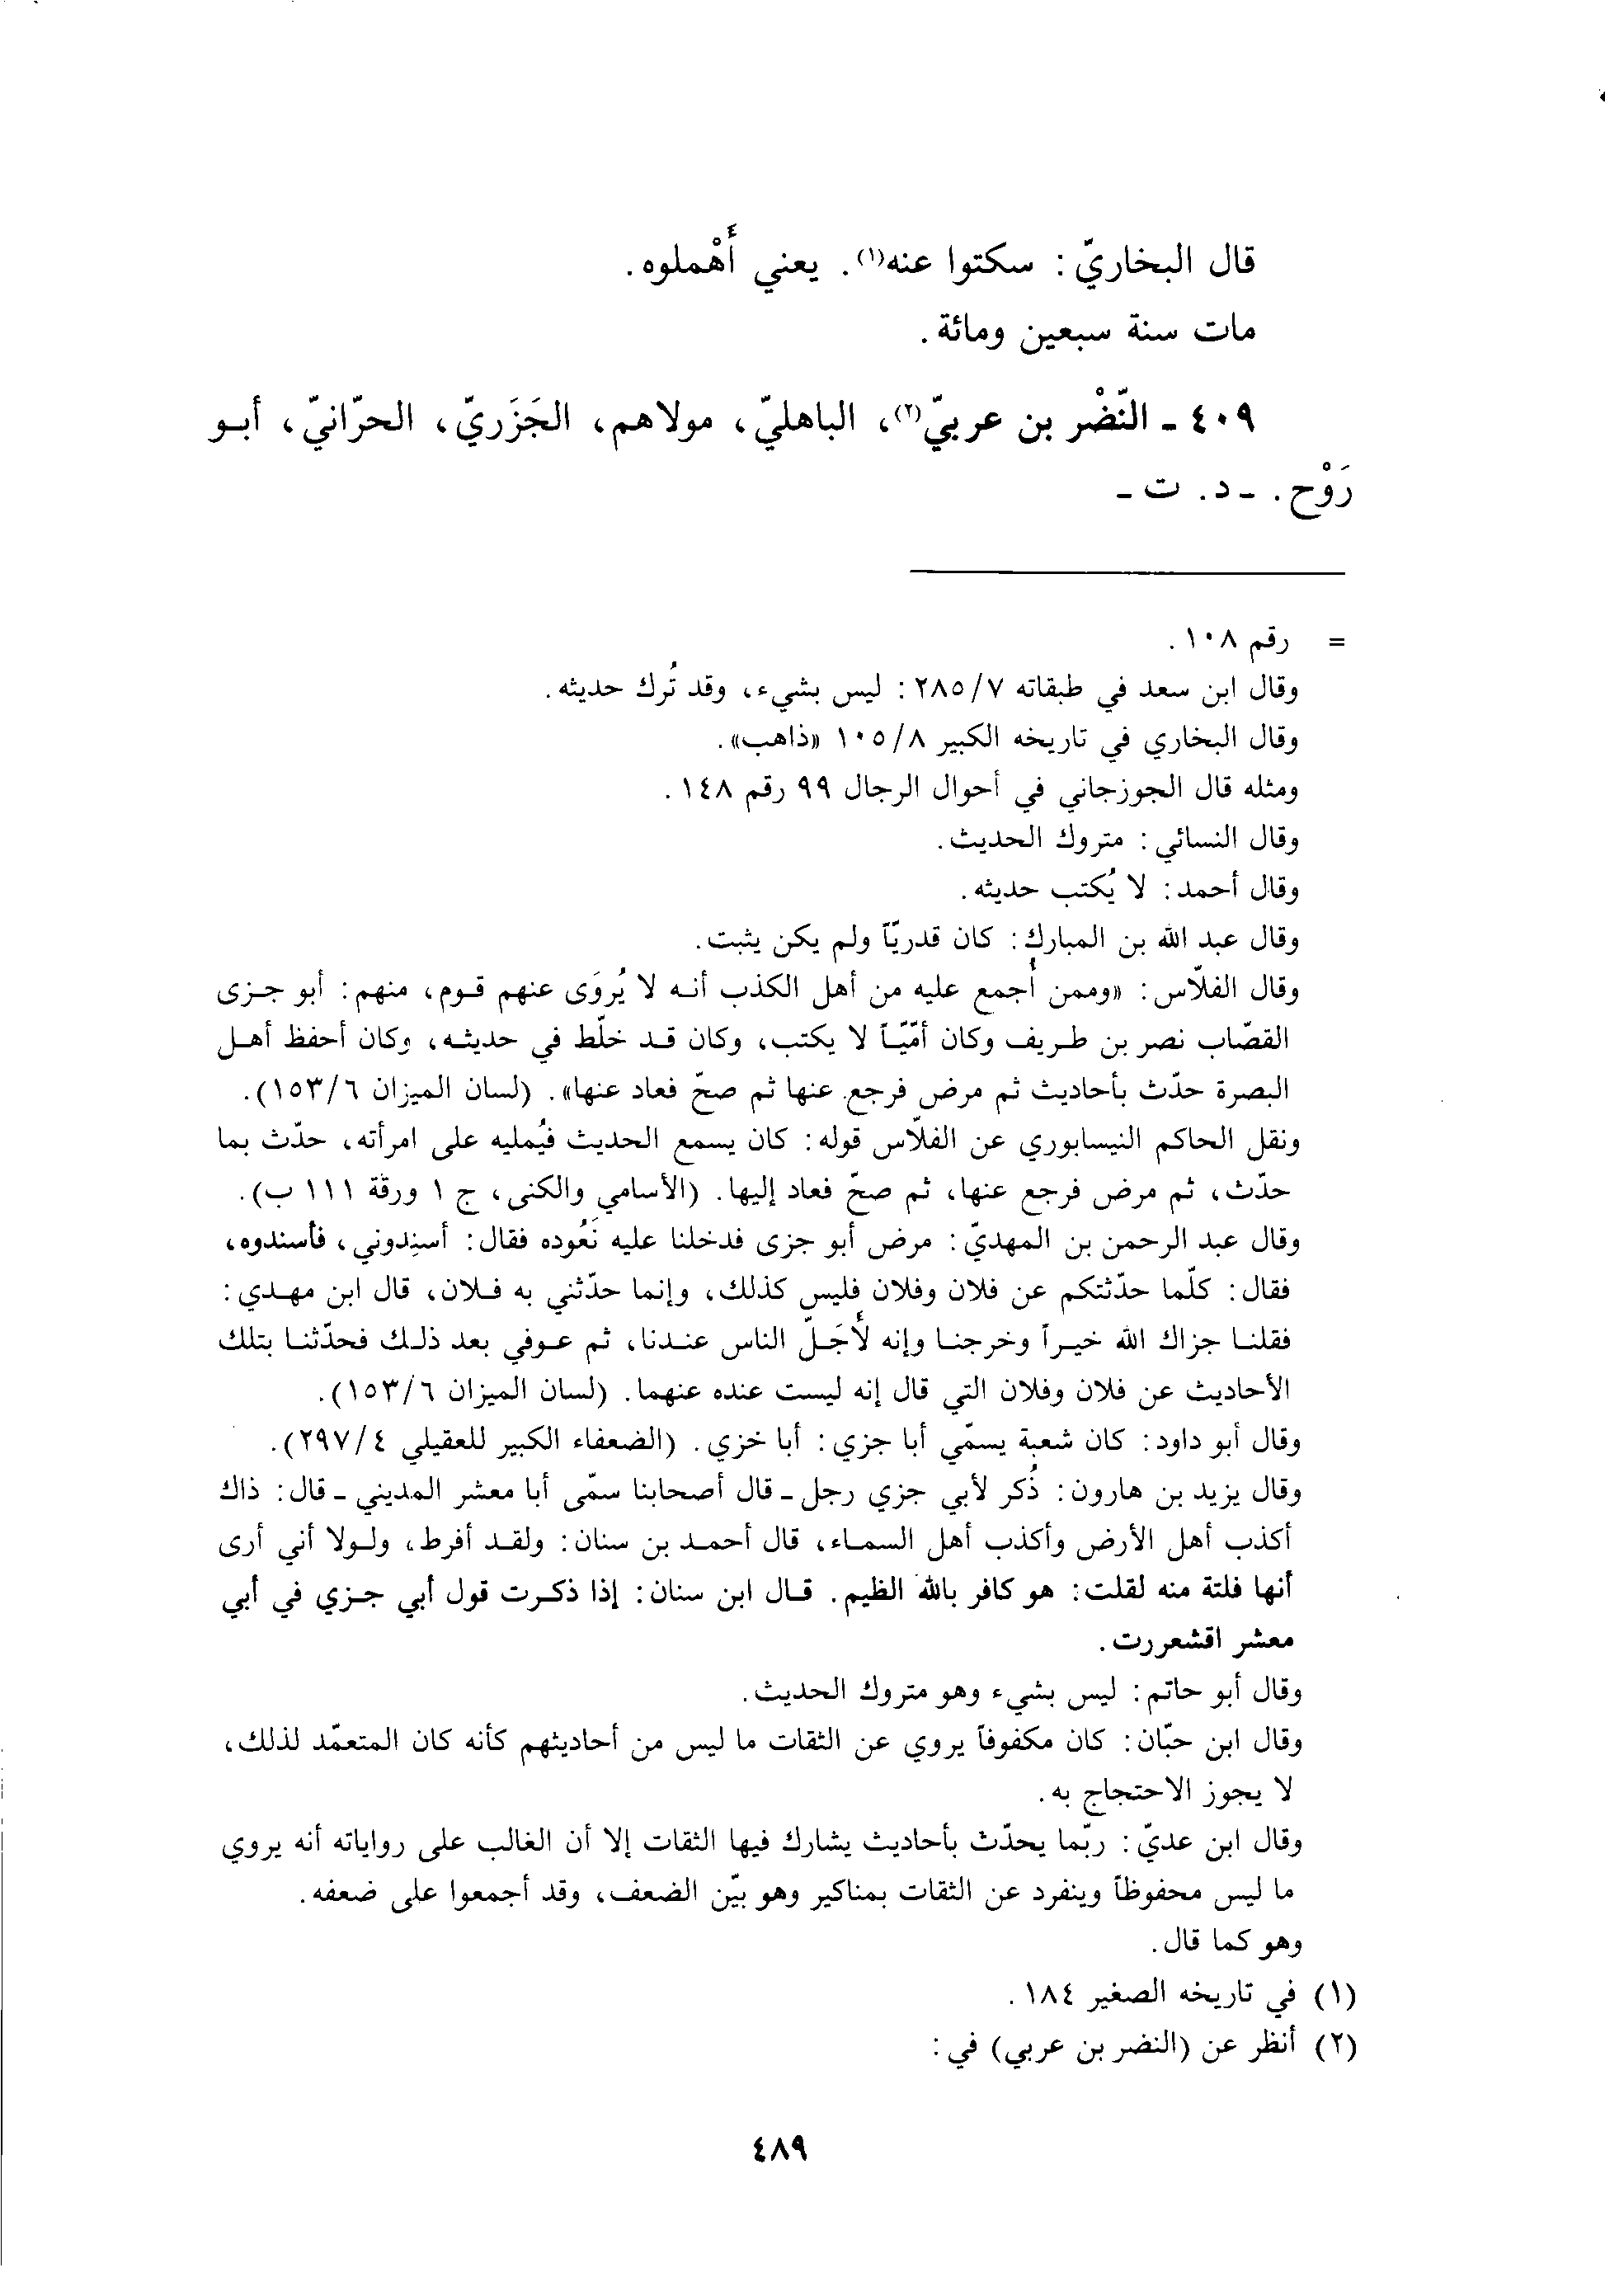 قال البخاريّ: سكتوا عنه(١). يعني أَهْملوه.
مات سنة سبعين ومائة.
٤٠٩ - النّضْر بن عربيّ(٢)، الباهليّ، مولاهم، الجَزَريّ، الحرّانيّ، أبو
رَوْح. - د. ت -
= رقم ١٠٨.
وقال ابن سعد في طبقاته ٢٨٥/٧: ليس بشيء، وقد تُرك حديثه.
وقال البخاري في تاريخه الكبير ١٠٥/٨ «ذاهب».
ومثله قال الجوزجاني في أحوال الرجال ٩٩ رقم ١٤٨.
وقال النسائي: متروك الحديث.
وقال أحمد: لا يُكتب حديثه.
وقال عبد الله بن المبارك: كان قدريّاً ولم يكن يثبت.
وقال الفلّاس: «وممن أُجمع عليه من أهل الكذب أنه لا يُروَى عنهم قوم، منهم: أبو جزى
القصّاب نصر بن طريف وكان أمّيّاً لا يكتب، وكان قد خلّط في حديثه، وكان أحفظ أهل
البصرة حدّث بأحاديث ثم مرض فرجع عنها ثم صحّ فعاد عنها». (لسان الميزان ١٥٣/٦).
ونقل الحاكم النيسابوري عن الفلّاس قوله: كان يسمع الحديث فيُمليه على امرأته، حدّث بما
حدّث، ثم مرض فرجع عنها، ثم صحّ فعاد إليها. (الأسامي والكنى، ج ١ ورقة ١١١ ب).
وقال عبد الرحمن بن المهديّ: مرض أبو جزى فدخلنا عليه نَعُوده فقال: أسنِدوني، فأسندوه،
فقال: كلّما حدّثتكم عن فلان وفلان فليس كذلك، وإنما حدّثني به فلان، قال ابن مهدي:
فقلنا جزاك الله خيراً وخرجنا وإنه لأَجَلّ الناس عندنا، ثم عوفي بعد ذلك فحدّثنا بتلك
الأحاديث عن فلان وفلان التي قال إنه ليست عنده عنهما. (لسان الميزان ١٥٣/٦).
وقال أبو داود: كان شعبة يسمّي أبا جزي: أبا خزي. (الضعفاء الكبير للعقيلي ٢٩٧/٤).
وقال يزيد بن هارون: ذُكر لأبي جزي رجل - قال أصحابنا سمّى أبا معشر المديني - قال: ذاك
أكذب أهل الأرض وأكذب أهل السماء، قال أحمد بن سنان: ولقد أفرط، ولولا أني أرى
أنها فلتة منه لقلت: هو كافر بالله الظيم. قال ابن سنان: إذا ذكرت قول أبي جزي في أبي
معشر اقشعررت.
وقال أبو حاتم: ليس بشيء وهو متروك الحديث.
وقال ابن حبّان: كان مكفوفاً يروي عن الثقات ما ليس من أحاديثهم كأنه كان المتعمّد لذلك،
لا يجوز الاحتجاج به.
وقال ابن عديّ: ربّما يحدّث بأحاديث يشارك فيها الثقات إلا أن الغالب على رواياته أنه يروي
ما ليس محفوظاً وينفرد عن الثقات بمناكير وهو بيّن الضعف، وقد أجمعوا على ضعفه.
وهو كما قال.
(١) في تاريخه الصغير ١٨٤.
(٢) أنظر عن (النضر بن عربي) في:
٤٨٩